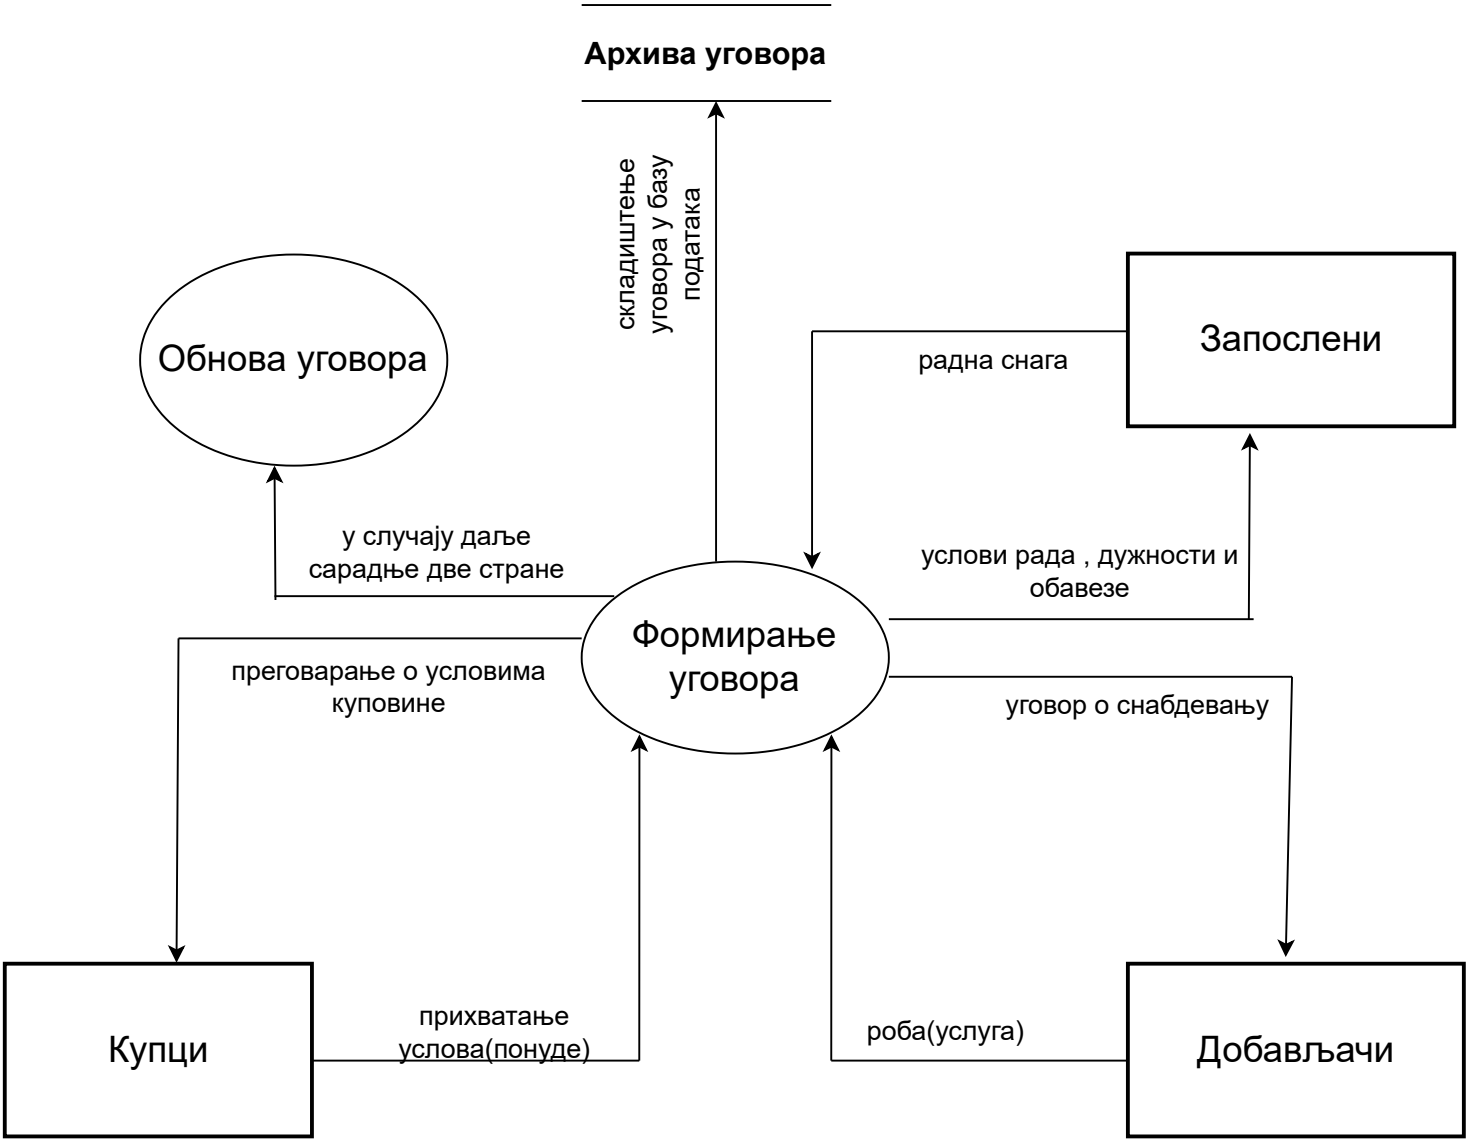 Архива уговора
складиштење
уговора у базу
података
Обнова уговора
Запослени
радна снага
у случају даље
сарадње две стране
услови рада , дужности и
обавезе
Формирање
уговора
преговарање о условима
куповине
уговор о снабдевању
Купци
прихватање
услова(понуде)
роба(услуга)
Добављачи